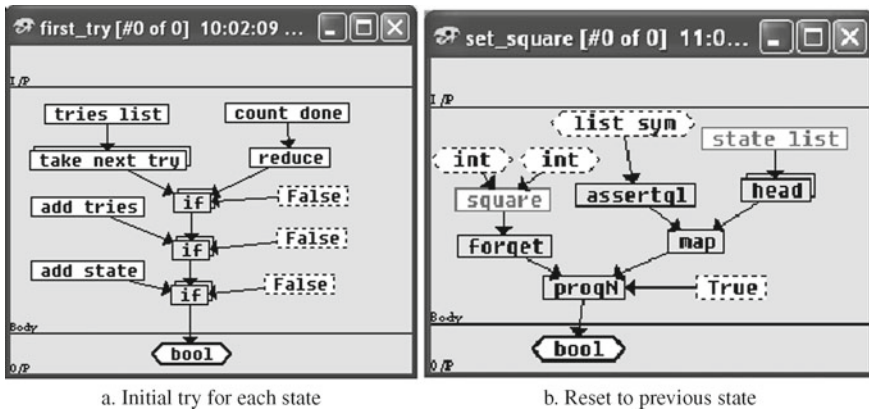 first_try [#0 of 0] 10:02:09 ...
I/P
tries list
count done
take next try
reduce
if
False
add tries
if
False
add state
if
False
Body
bool
O/P
a. Initial try for each state
set_square [#0 of 0] 11:0...
I/P
list sym
state list
int
int
square
assertql
head
forget
map
progN
True
Body
bool
O/P
b. Reset to previous state